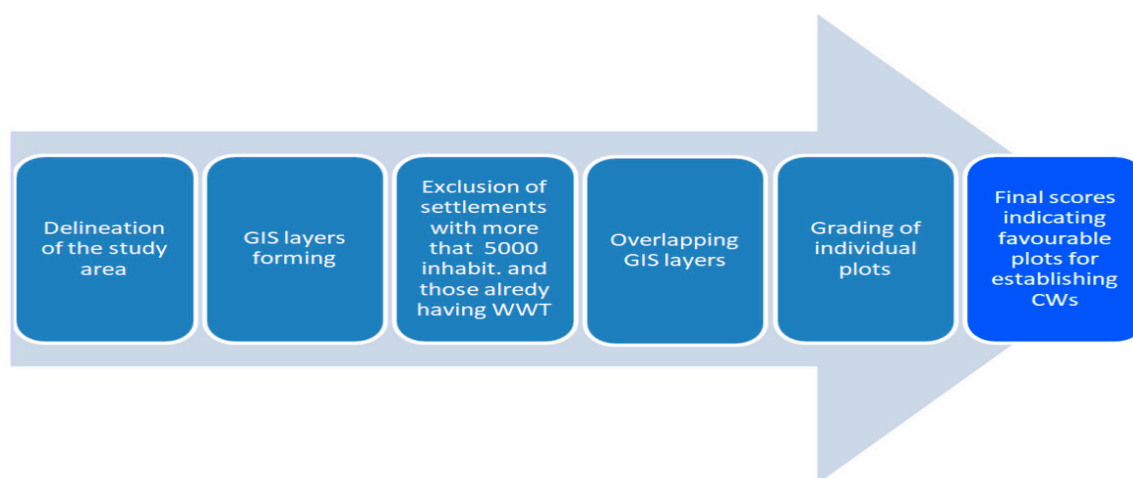 Delineation
of the study
area
GIS layers
forming
Exclusion of
settlements
with more
that 5000
inhabit. and
those alredy
having WWT
Overlapping
GIS layers
Grading of
individual
plots
Final scores
indicating
favourable
plots for
establishing
CWs